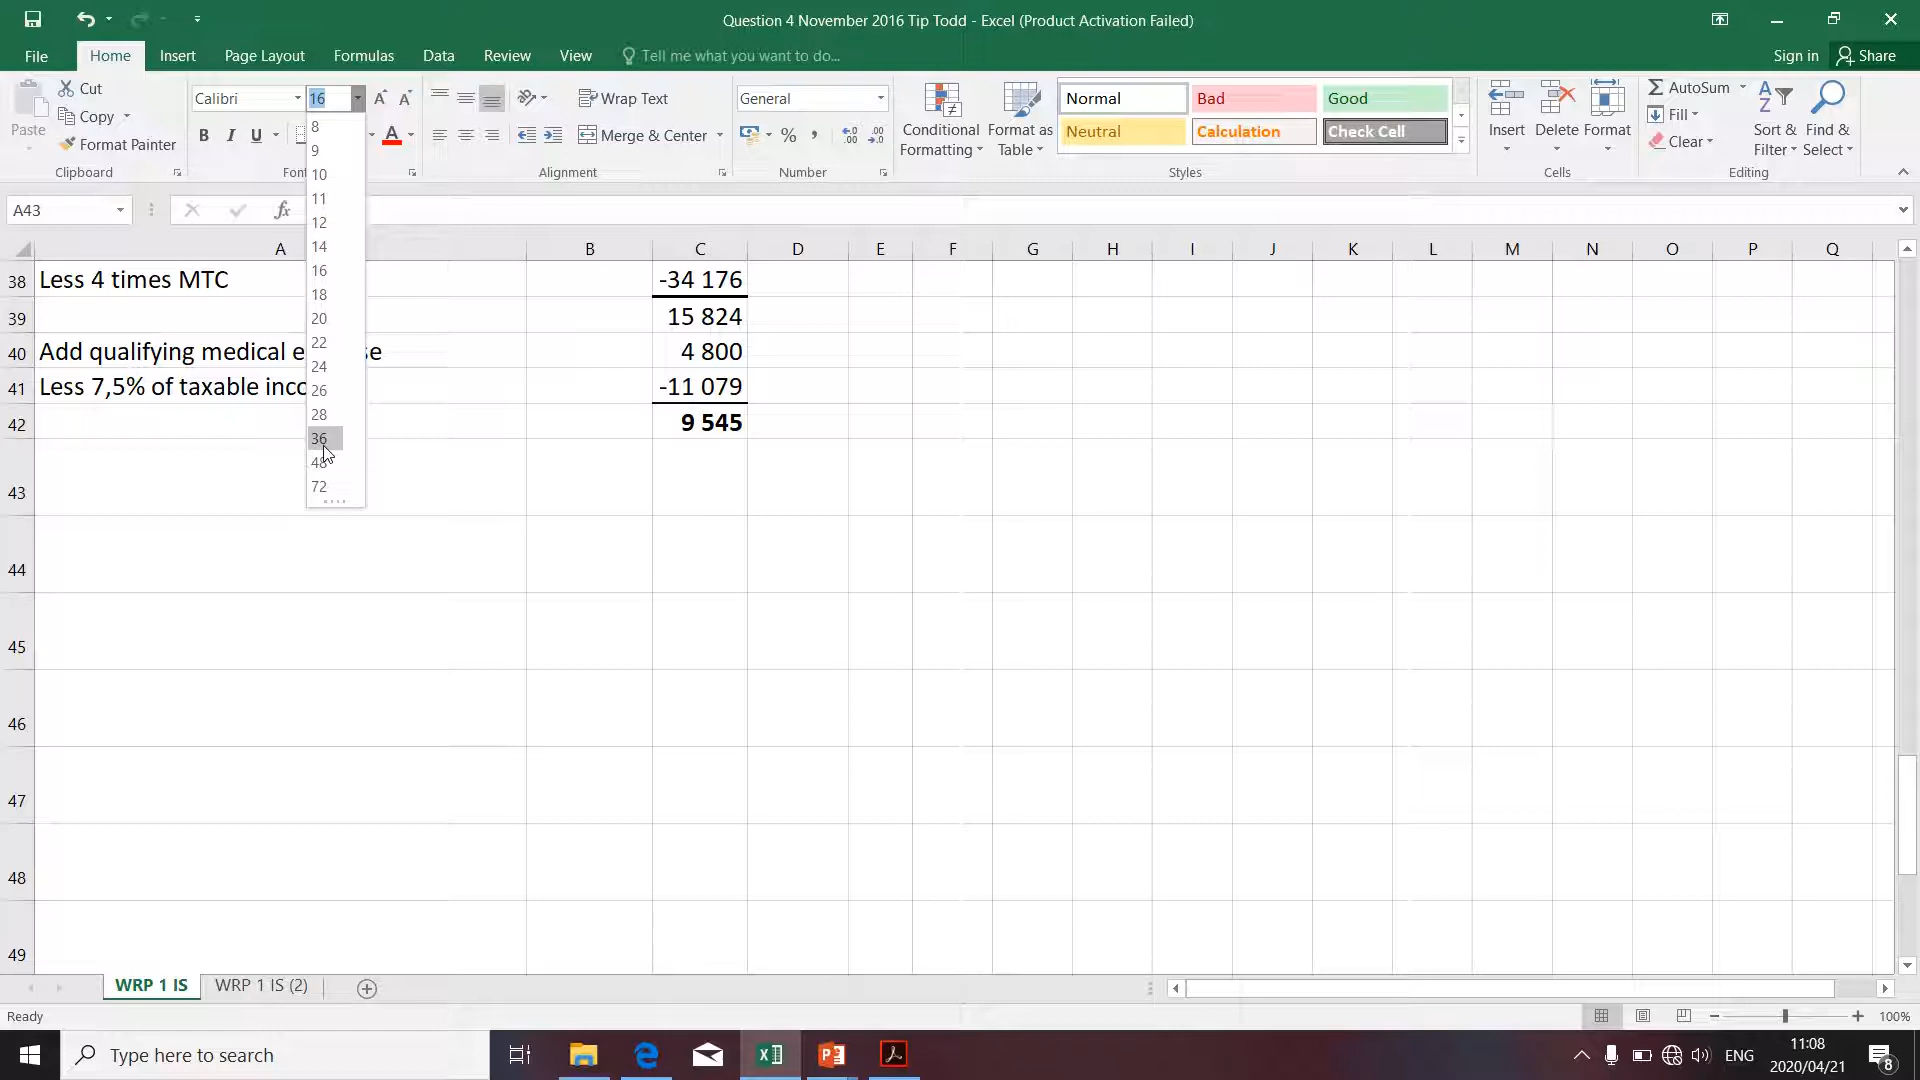 Question 4 November 2016 Tip Todd - Excel (Product Activation Failed)
File Home Insert Page Layout Formulas Data Review View Tell me what you want to do... Sign in Share
Paste
Cut
Copy
Format Painter
Clipboard
Calibri 16
B I U A
Font
8
9
10
11
12
14
16
18
20
22
24
26
28
36
48
72
Wrap Text
Merge & Center
Alignment
General
%
Number
Conditional Formatting
Format as Table
Normal Bad Good
Neutral Calculation Check Cell
Styles
Insert Delete Format
Cells
AutoSum
Fill
Clear
Sort & Filter
Find & Select
Editing
A43 fx
A B C D E F G H I J K L M N O P Q
38 Less 4 times MTC -34 176
39 15 824
40 Add qualifying medical e se 4 800
41 Less 7,5% of taxable inco -11 079
42 9 545
43
44
45
46
47
48
49
WRP 1 IS WRP 1 IS (2)
Ready 100%
Type here to search
ENG
11:08
2020/04/21
8